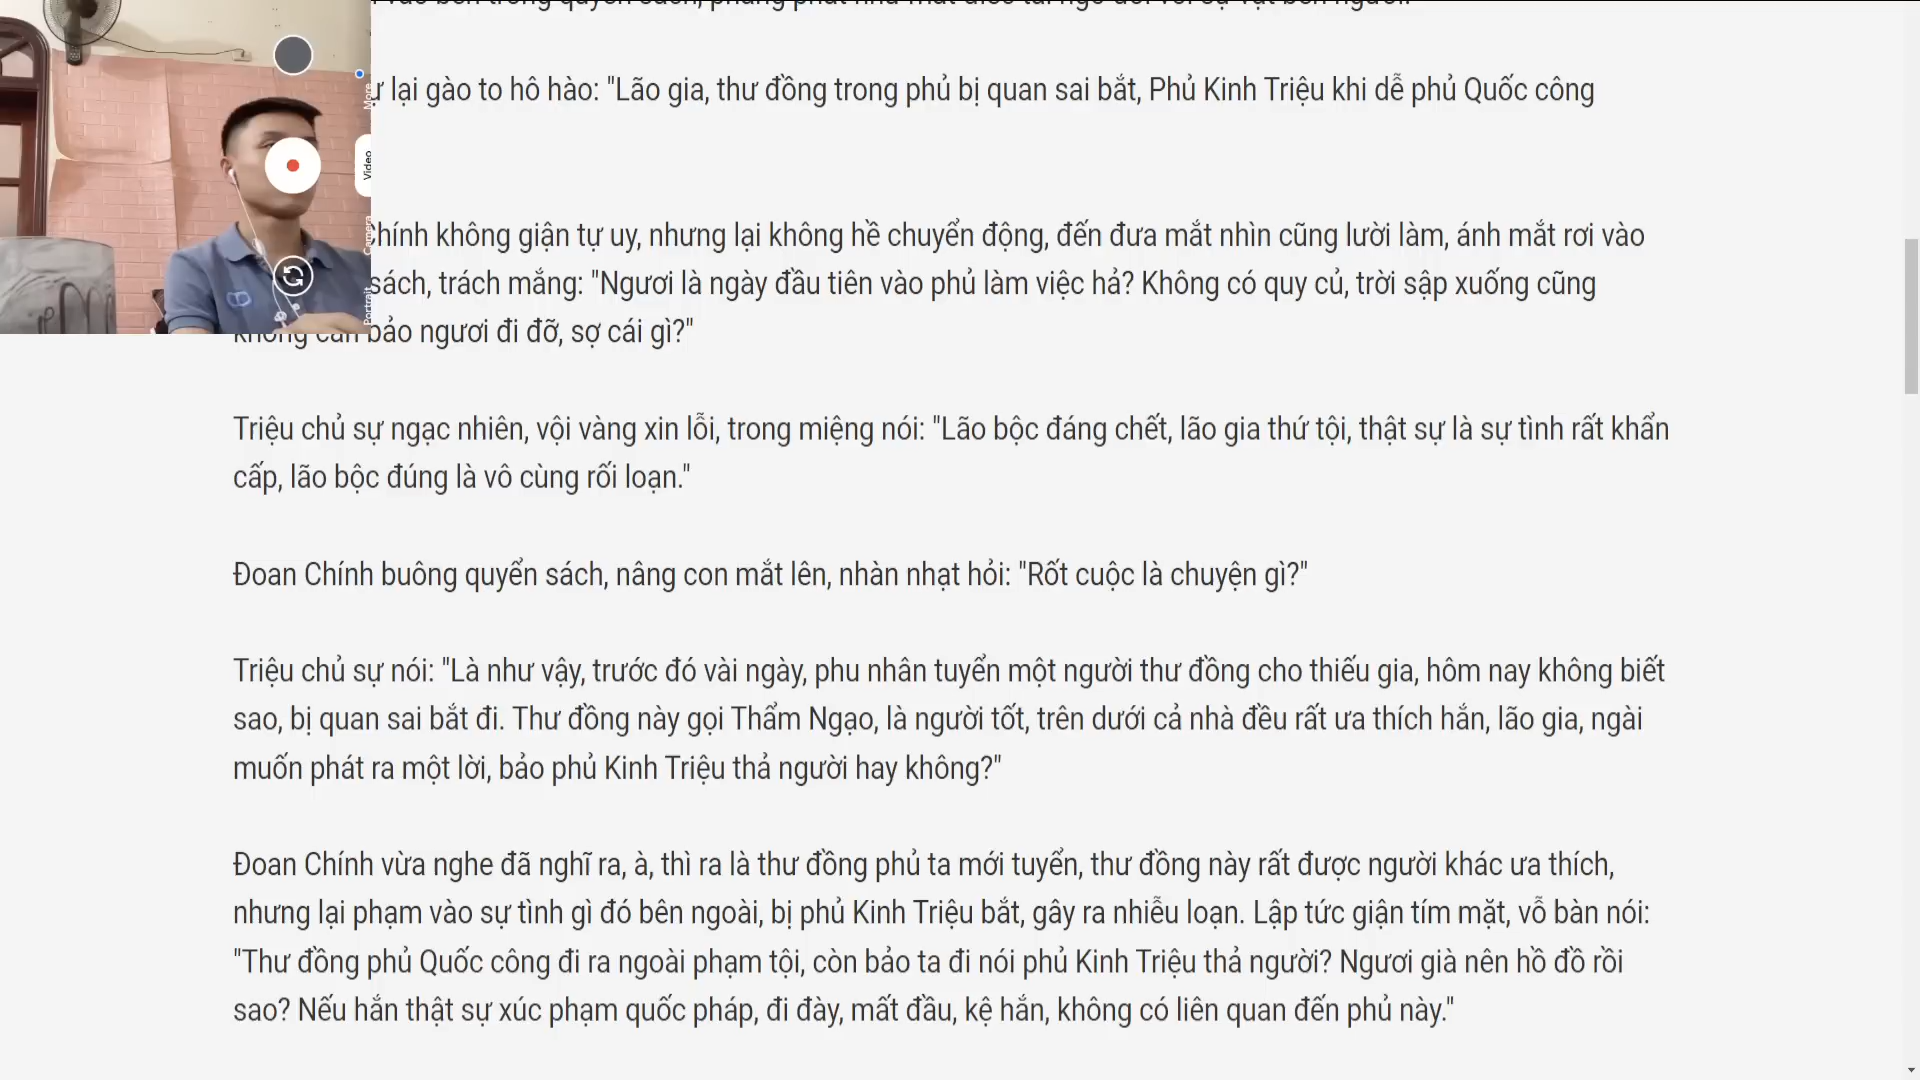 lại gào to hô hào: "Lão gia, thư đồng trong phủ bị quan sai bắt, Phủ Kinh Triệu khi dễ phủ Quốc công
More
Video
Camera
Portrait
không giận tự uy, nhưng lại không hề chuyển động, đến đưa mắt nhìn cũng lười làm, ánh mắt rơi vào
sách, trách mắng: "Ngươi là ngày đầu tiên vào phủ làm việc hả? Không có quy củ, trời sập xuống cũng
không cần bảo ngươi đi đỡ, sợ cái gì?"
Triệu chủ sự ngạc nhiên, vội vàng xin lỗi, trong miệng nói: "Lão bộc đáng chết, lão gia thứ tội, thật sự là sự tình rất khẩn
cấp, lão bộc đúng là vô cùng rối loạn."
Đoan Chính buông quyển sách, nâng con mắt lên, nhàn nhạt hỏi: "Rốt cuộc là chuyện gì?"
Triệu chủ sự nói: "Là như vậy, trước đó vài ngày, phu nhân tuyển một người thư đồng cho thiếu gia, hôm nay không biết
sao, bị quan sai bắt đi. Thư đồng này gọi Thẩm Ngạo, là người tốt, trên dưới cả nhà đều rất ưa thích hắn, lão gia, ngài
muốn phát ra một lời, bảo phủ Kinh Triệu thả người hay không?"
Đoan Chính vừa nghe đã nghĩ ra, à, thì ra là thư đồng phủ ta mới tuyển, thư đồng này rất được người khác ưa thích,
nhưng lại phạm vào sự tình gì đó bên ngoài, bị phủ Kinh Triệu bắt, gây ra nhiễu loạn. Lập tức giận tím mặt, vỗ bàn nói:
"Thư đồng phủ Quốc công đi ra ngoài phạm tội, còn bảo ta đi nói phủ Kinh Triệu thả người? Ngươi già nên hồ đồ rồi
sao? Nếu hắn thật sự xúc phạm quốc pháp, đi đày, mất đầu, kệ hắn, không có liên quan đến phủ này."